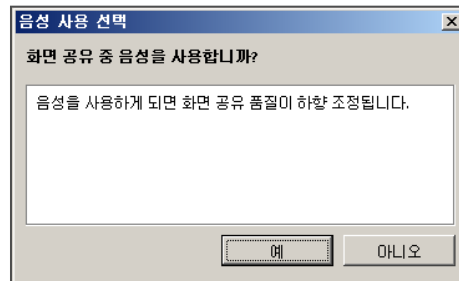 음성 사용 선택
화면 공유 중 음성을 사용합니까?
음성을 사용하게 되면 화면 공유 품질이 하향 조정됩니다.
예
아니오